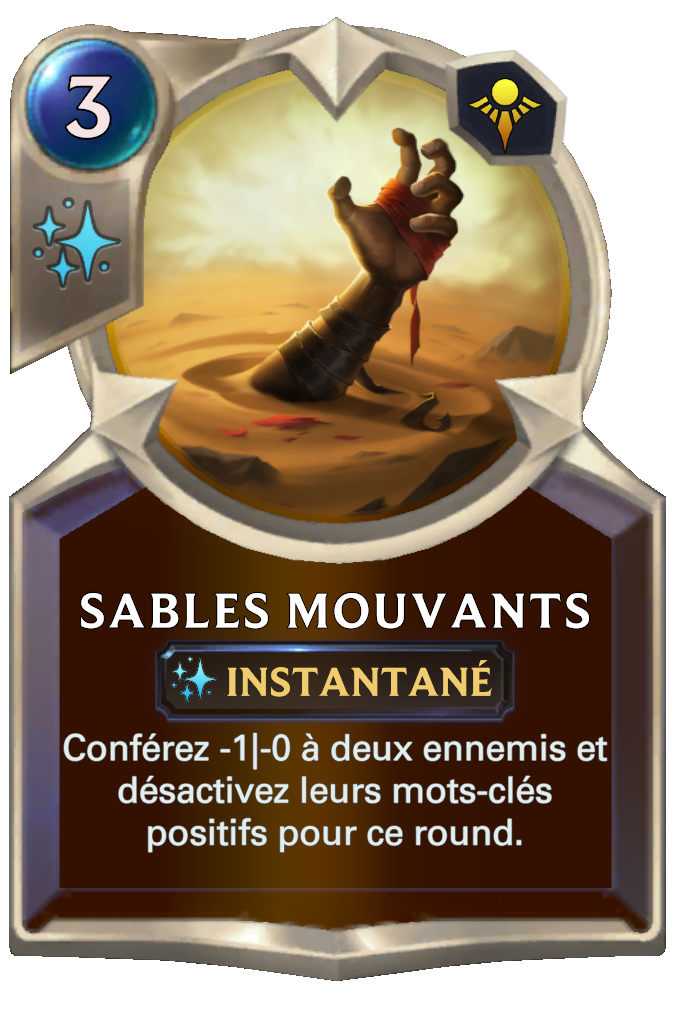 3
SABLES MOUVANTS
INSTANTANÉ
Conférez -1|-0 à deux ennemis et
désactivez leurs mots-clés
positifs pour ce round.